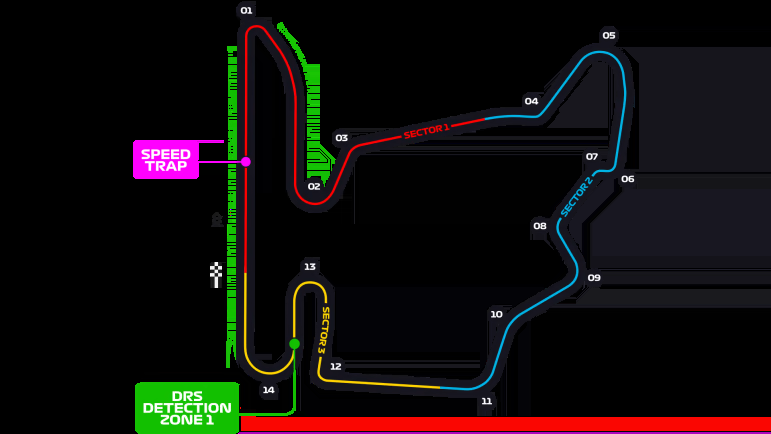 01
05
04
SECTOR 1
03
SPEED
TRAP
07
02
06
SECTOR 2
08
13
09
10
SECTOR 3
12
14
DRS
DETECTION
ZONE 1
11